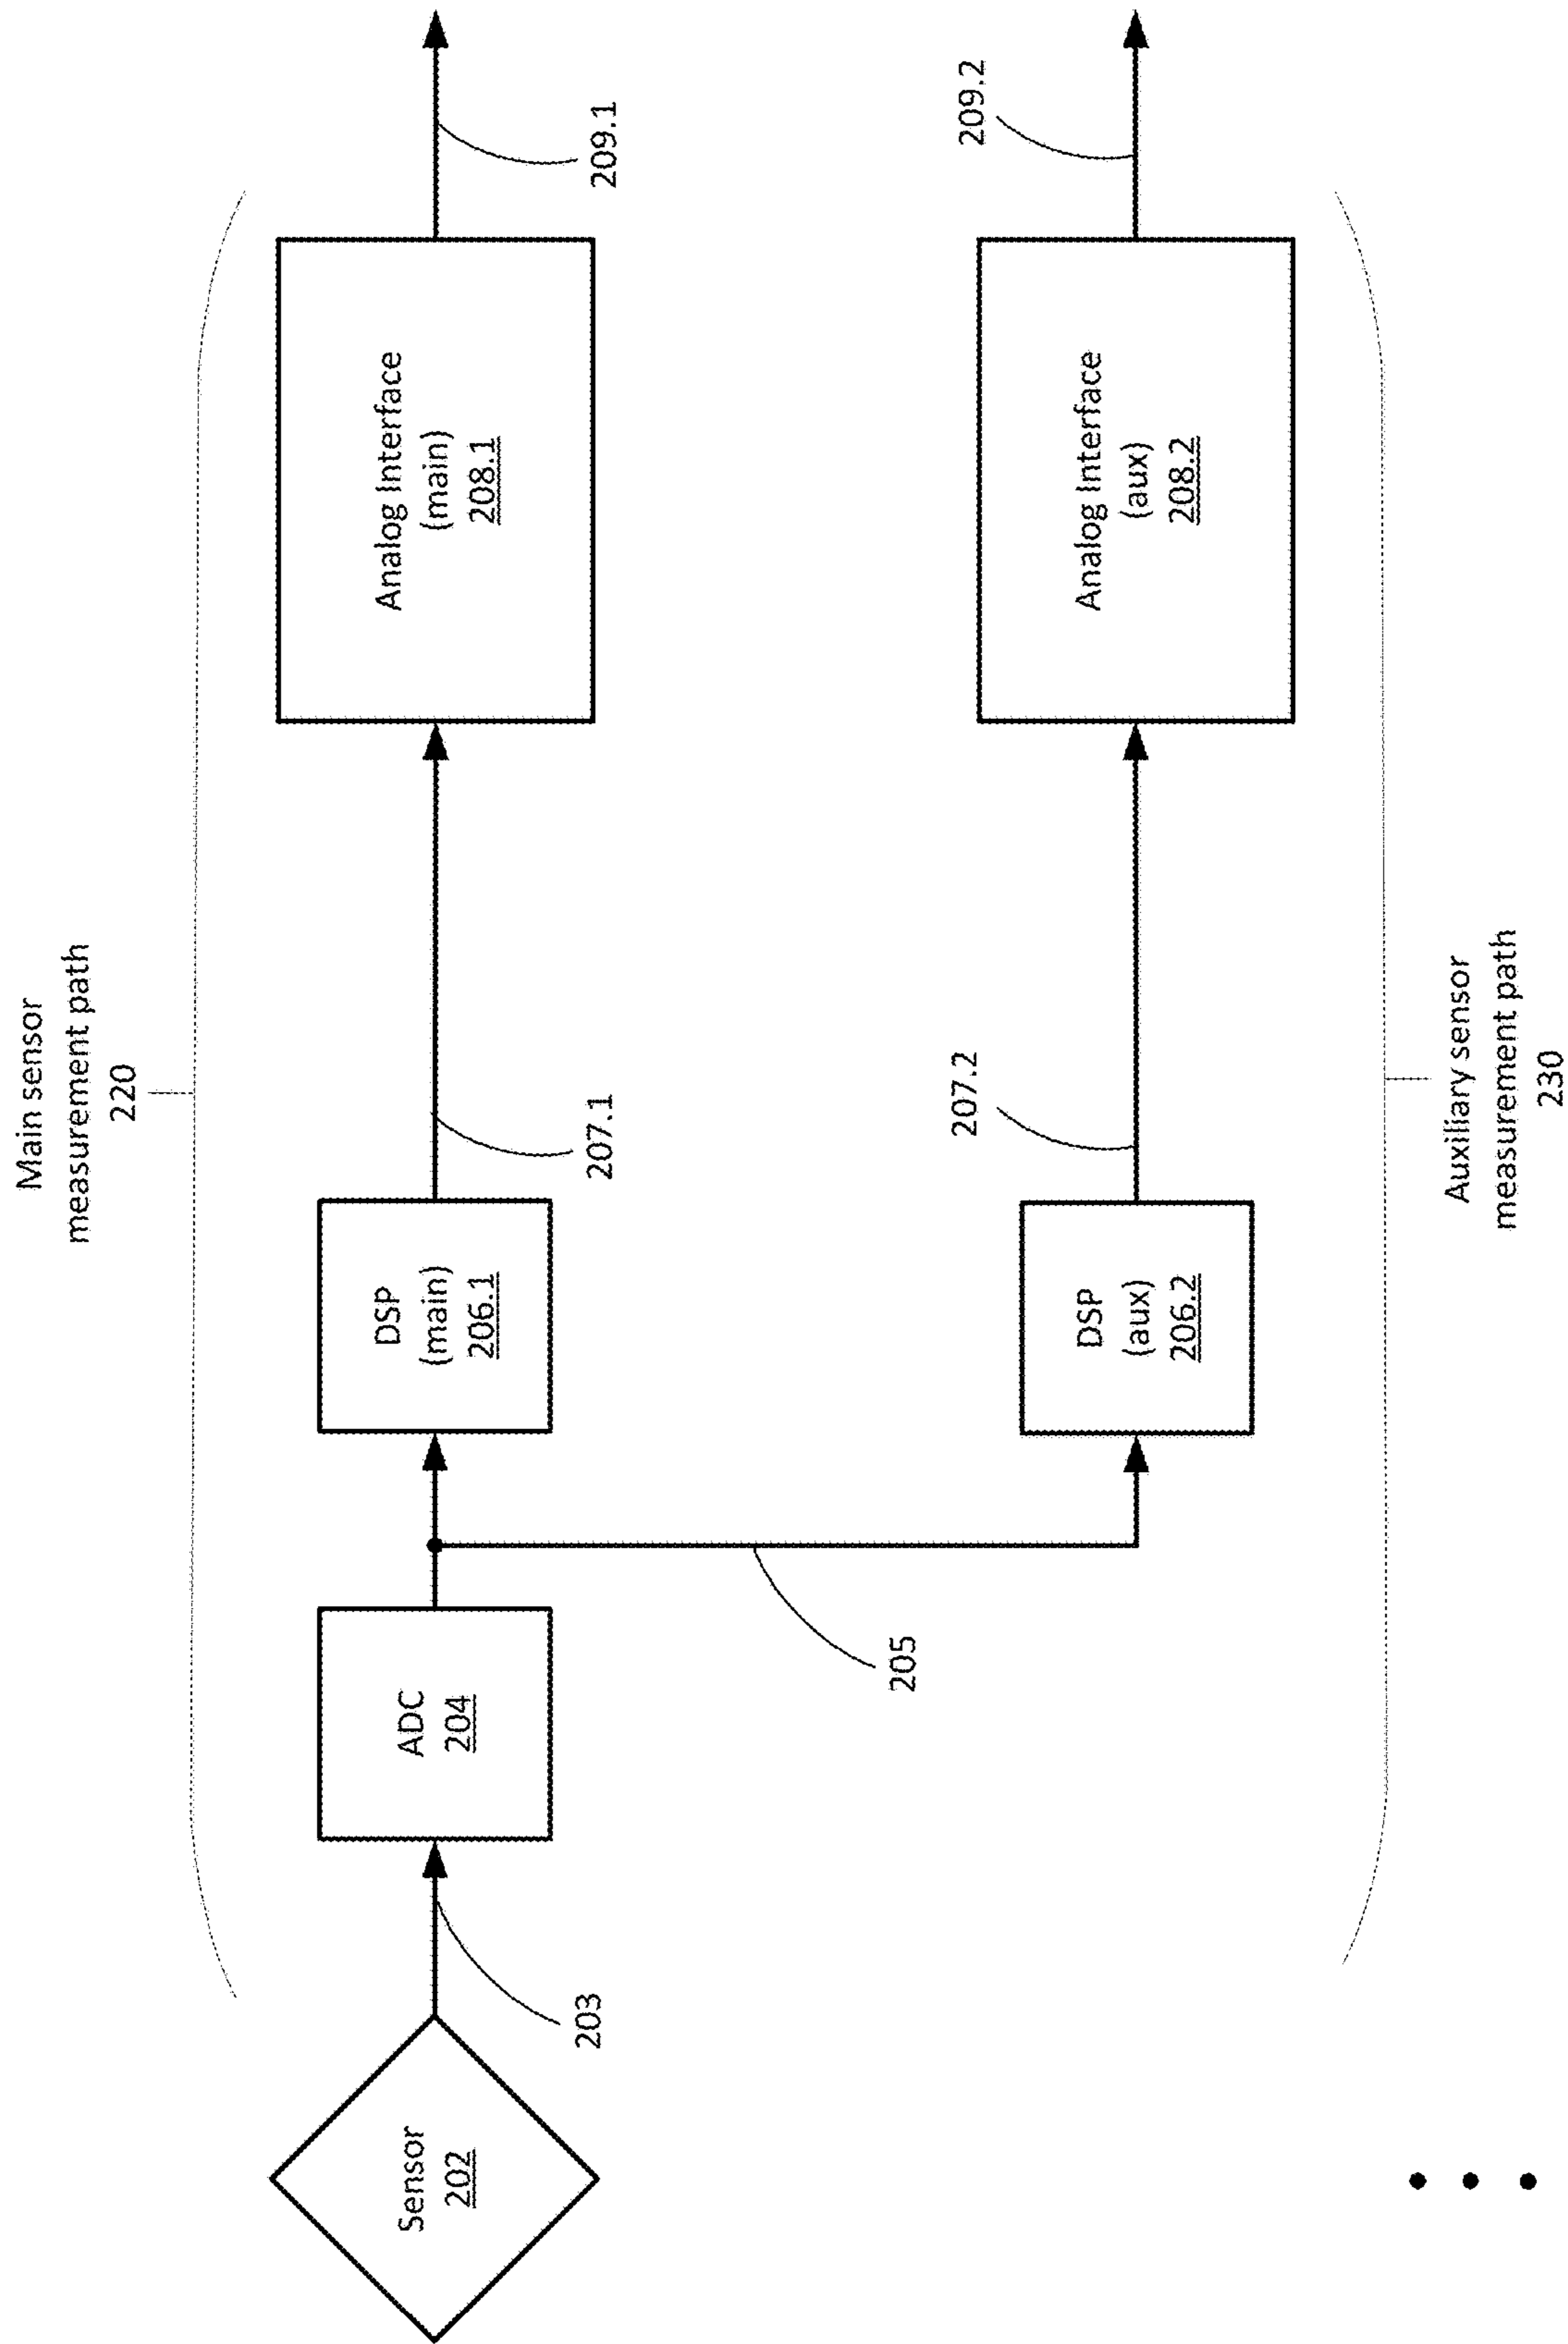 Main sensor
measurement path
220
Sensor
202
203
ADC
204
205
DSP
(main)
206.1
207.1
Analog Interface
(main)
208.1
209.1
DSP
(aux)
206.2
207.2
Analog Interface
(aux)
208.2
209.2
Auxiliary sensor
measurement path
230